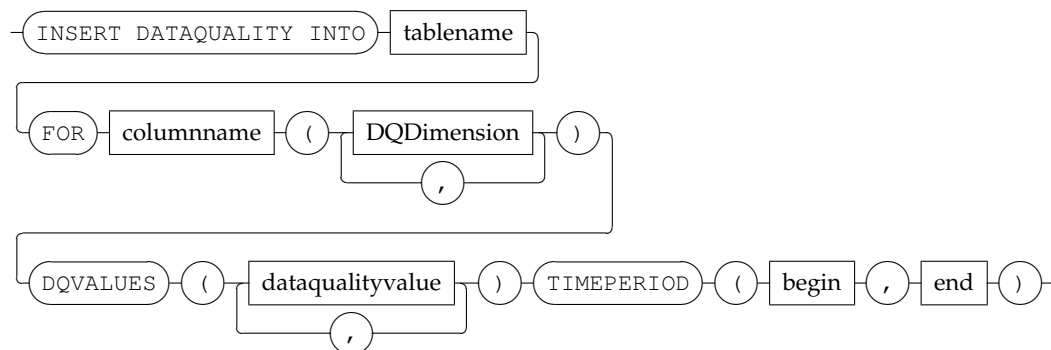 INSERT DATAQUALITY INTO tablename
FOR columnname ( DQDimension )
,
DQVALUES ( dataqualityvalue ) TIMEPERIOD ( begin , end )
,